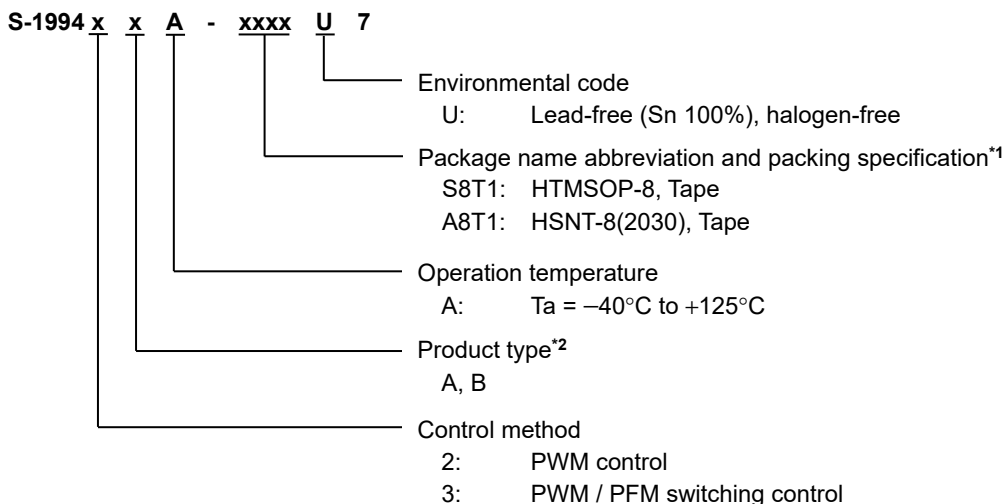 S-1994 x x A - xxxx U 7
Environmental code
U: Lead-free (Sn 100%), halogen-free
Package name abbreviation and packing specification*1
S8T1: HTMSOP-8, Tape
A8T1: HSNT-8(2030), Tape
Operation temperature
A: Ta = −40°C to +125°C
Product type*2
A, B
Control method
2: PWM control
3: PWM / PFM switching control